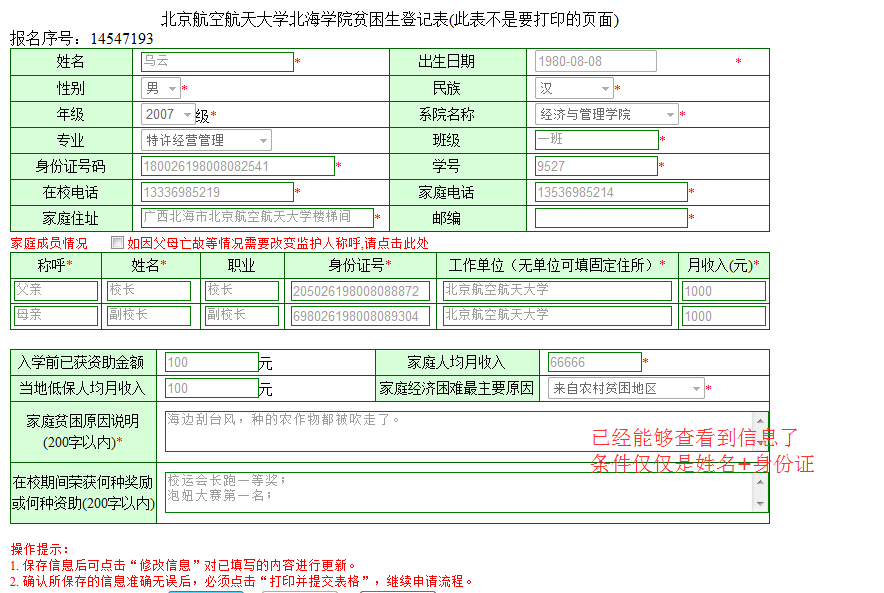 北京航空航天大学北海学院贫困生登记表(此表不是要打印的页面)
报名序号：14547193
姓名 乌云 * 出生日期 1980-08-08 *
性别 男 * 民族 汉 *
年级 2007 级* 系院名称 经济与管理学院 *
专业 特许经营管理 班级 一班 *
身份证号码 180026198008082541 * 学号 9527 *
在校电话 13336985219 * 家庭电话 13536985214 *
家庭住址 广西北海市北京航空航天大学楼梯间 * 邮编 *
家庭成员情况 如因父母亡故等情况需要改变监护人称呼,请点击此处
称呼* 姓名* 职业 身份证号* 工作单位（无单位可填固定住所）* 月收入(元)*
父亲 校长 校长 205026198008088872 北京航空航天大学 1000
母亲 副校长 副校长 698026198008089304 北京航空航天大学 1000
入学前已获资助金额 100 元 家庭人均月收入 66666 *
当地低保人均月收入 100 元 家庭经济困难最主要原因 来自农村贫困地区 *
家庭贫困原因说明
(200字以内)*
海边刮台风，种的农作物都被吹走了。
已经能够查看到信息了
条件仅仅是姓名+身份证
在校期间荣获何种奖励
或何种资助(200字以内)
校运会长跑一等奖；
泡妞大赛第一名；
操作提示：
1. 保存信息后可点击“修改信息”对已填写的内容进行更新。
2. 确认所保存的信息准确无误后，必须点击“打印并提交表格”，继续申请流程。